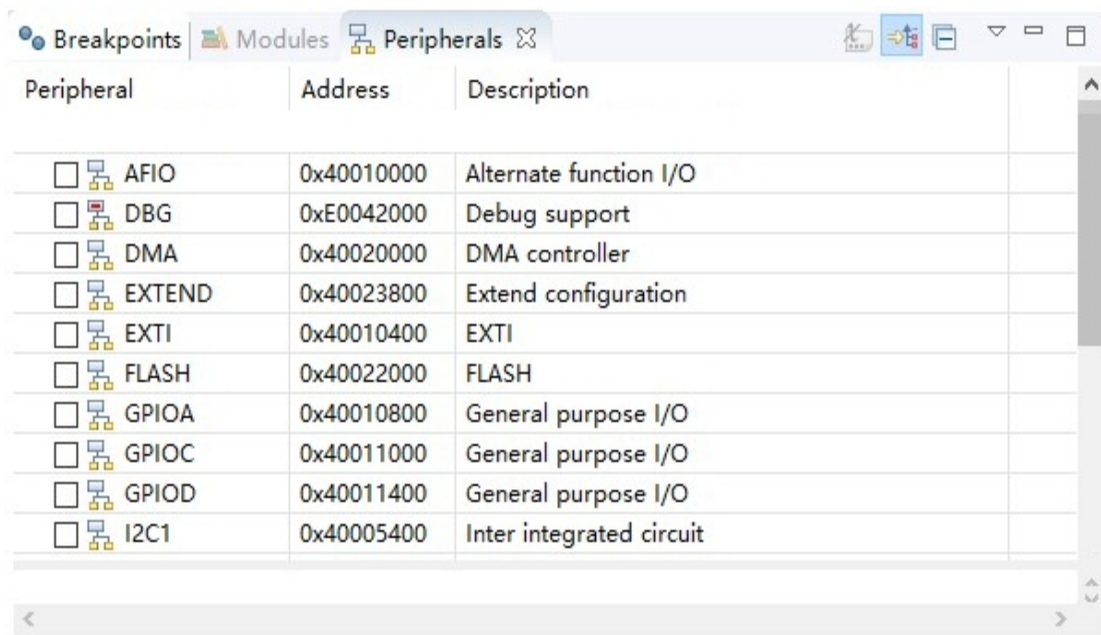 Breakpoints Modules Peripherals
Peripheral Address Description
AFIO 0x40010000 Alternate function I/O
DBG 0xE0042000 Debug support
DMA 0x40020000 DMA controller
EXTEND 0x40023800 Extend configuration
EXTI 0x40010400 EXTI
FLASH 0x40022000 FLASH
GPIOA 0x40010800 General purpose I/O
GPIOC 0x40011000 General purpose I/O
GPIOD 0x40011400 General purpose I/O
I2C1 0x40005400 Inter integrated circuit